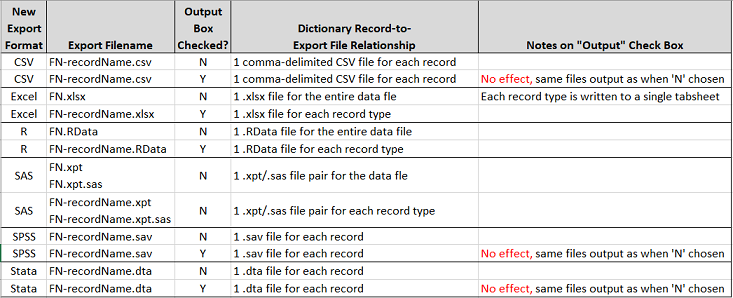 New Export Format Export Filename Output Box Checked? Dictionary Record-to- Export File Relationship Notes on "Output" Check Box
CSV FN-recordName.csv N 1 comma-delimited CSV file for each record
CSV FN-recordName.csv Y 1 comma-delimited CSV file for each record No effect, same files output as when 'N' chosen
Excel FN.xlsx N 1 .xlsx file for the entire data fle Each record type is written to a single tabsheet
Excel FN-recordName.xlsx Y 1 .xlsx file for each record type
R FN.RData N 1 .RData file for the entire data file
R FN-recordName.RData Y 1 .RData file for each record type
SAS FN.xpt
FN.xpt.sas N 1 .xpt/.sas file pair for the data fle
SAS FN-recordName.xpt
FN-recordName.xpt.sas N 1 .xpt/.sas file pair for each record type
SPSS FN-recordName.sav N 1 .sav file for each record
SPSS FN-recordName.sav Y 1 .sav file for each record No effect, same files output as when 'N' chosen
Stata FN-recordName.dta N 1 .dta file for each record
Stata FN-recordName.dta Y 1 .dta file for each record No effect, same files output as when 'N' chosen